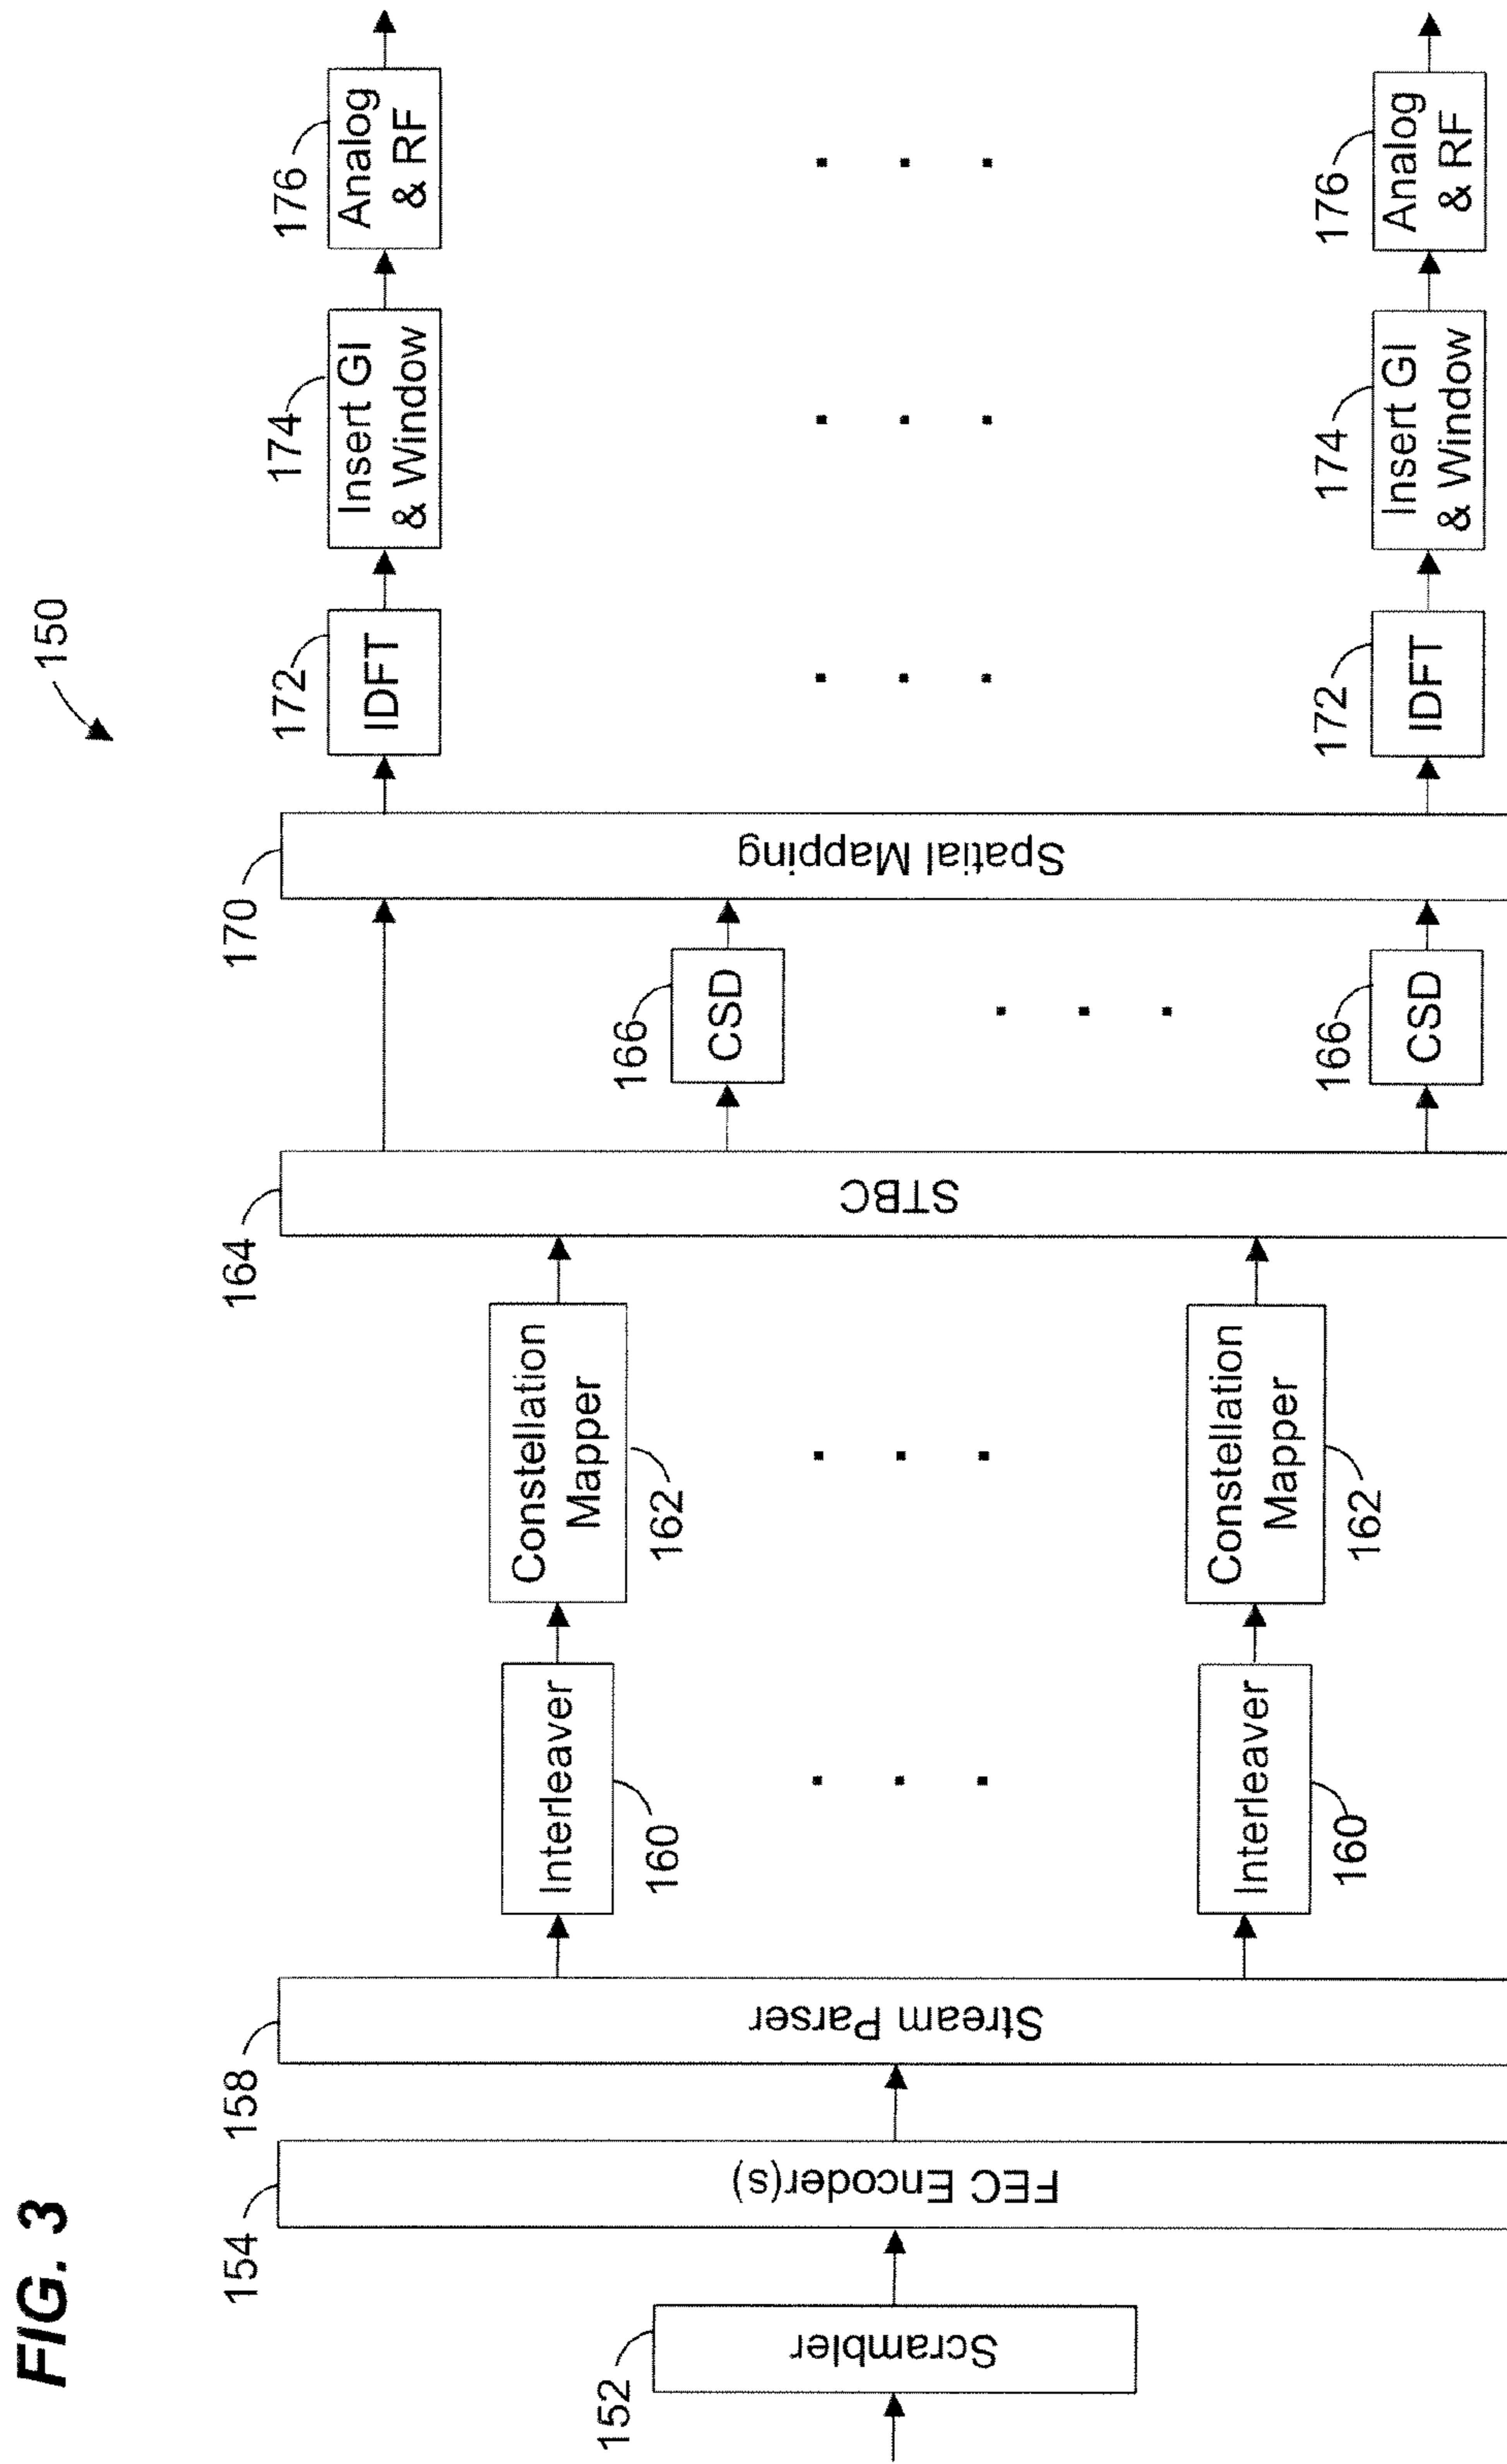 FIG. 3
150
152
Scrambler
154
FEC Encoder(s)
158
Stream Parser
Interleaver
160
Constellation
Mapper
162
Interleaver
160
Constellation
Mapper
162
164
STBC
166
CSD
166
CSD
170
Spatial Mapping
172
IDFT
174
Insert GI
& Window
176
Analog
& RF
172
IDFT
174
Insert GI
& Window
176
Analog
& RF